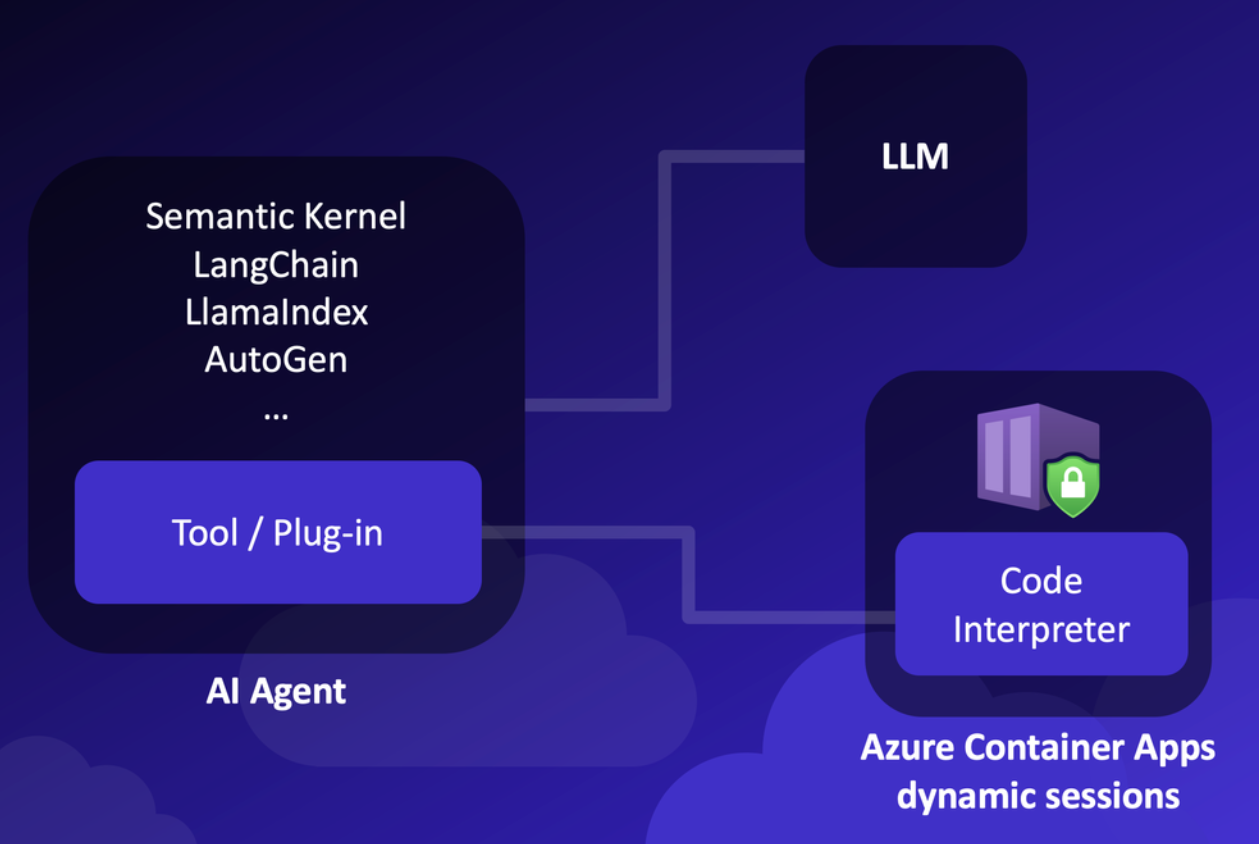 Semantic Kernel
LangChain
LlamaIndex
AutoGen
...
Tool / Plug-in
AI Agent
LLM
Code
Interpreter
Azure Container Apps
dynamic sessions